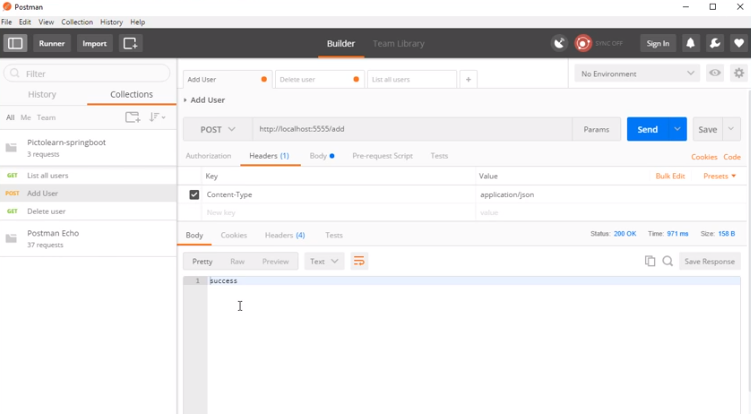 Postman
File Edit View Collection History Help
Runner Import Builder Team Library SYNC OFF Sign In
Filter
History Collections
All Me Team
Pictolearn-springboot
3 requests
GET List all users
POST Add User
GET Delete user
Postman Echo
37 requests
Add User Delete user List all users + No Environment
Add User
POST http://localhost:5555/add Params Send Save
Authorization Headers (1) Body Pre-request Script Tests Cookies Code
Key Value Bulk Edit Presets
Content-Type application/json
New key value
Body Cookies Headers (4) Tests Status: 200 OK Time: 971 ms Size: 158 B
Pretty Raw Preview Text Save Response
1 success